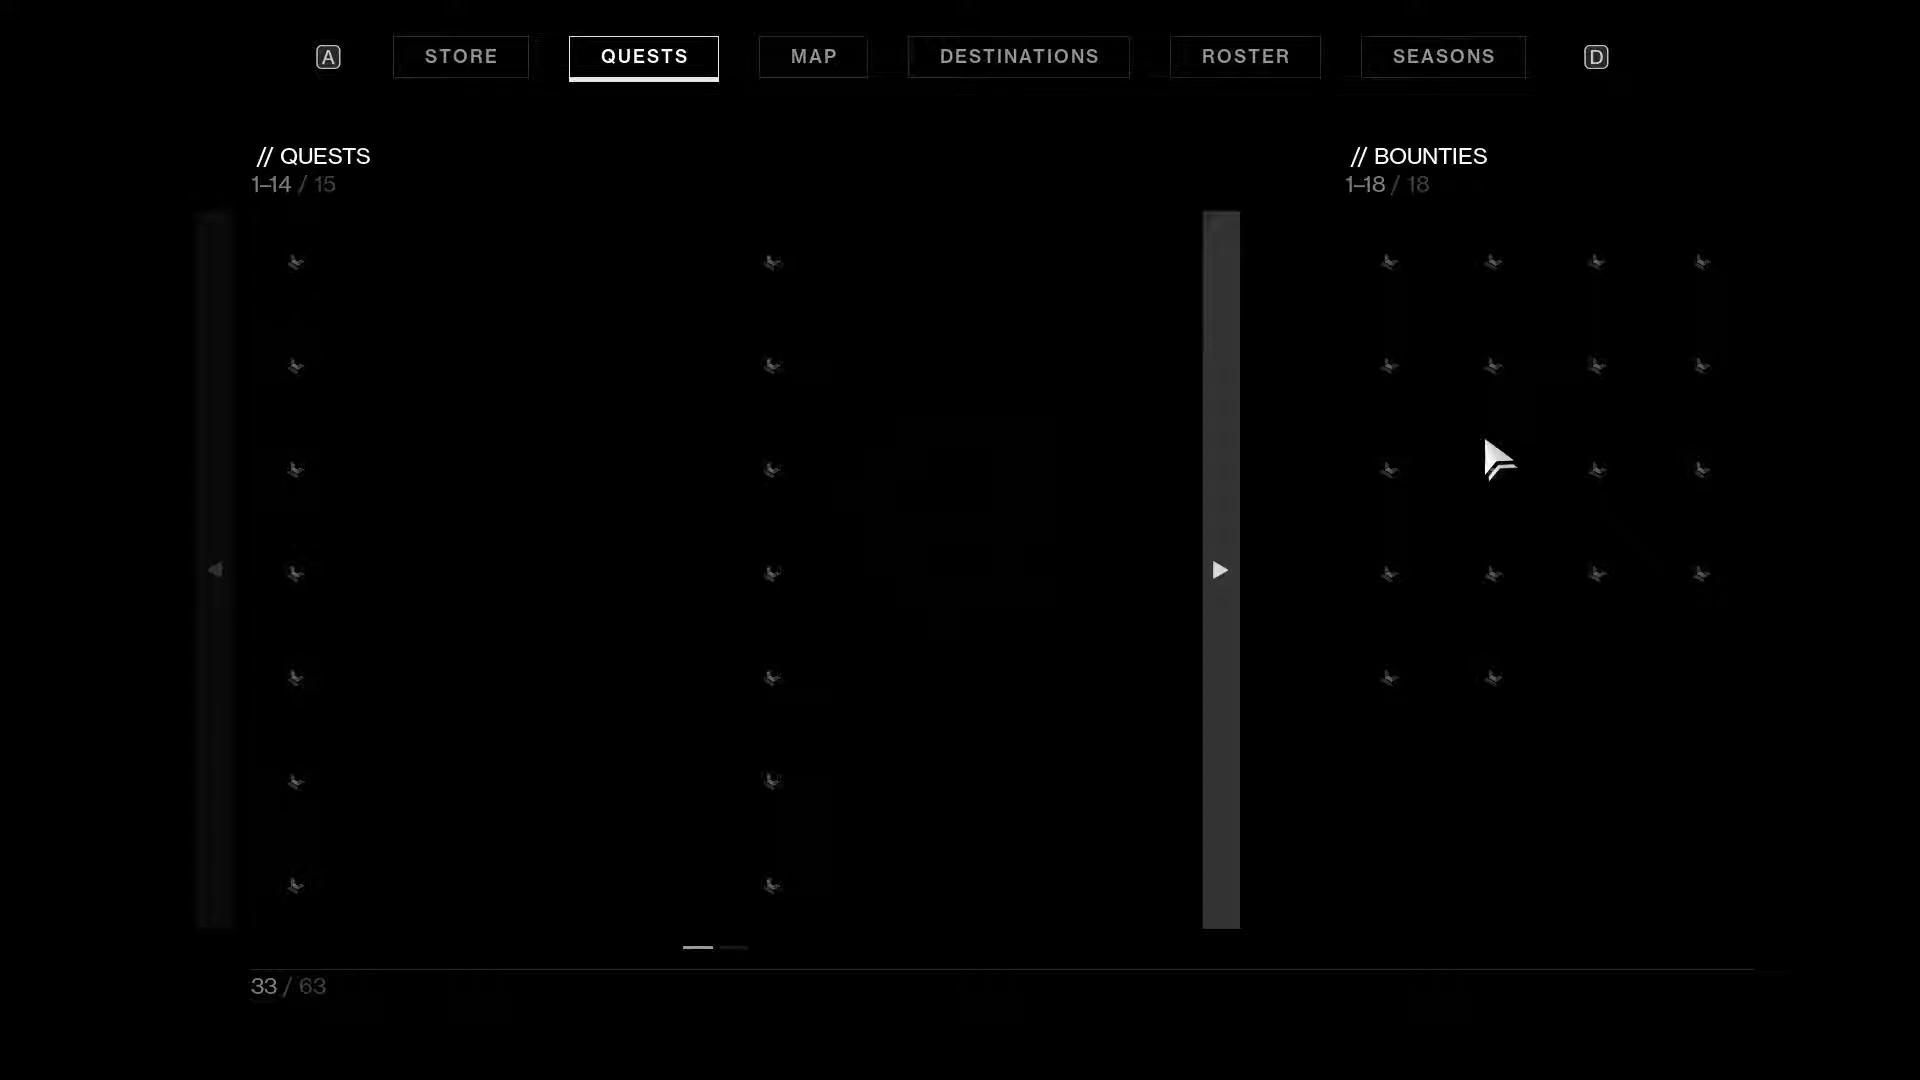 A STORE QUESTS MAP DESTINATIONS ROSTER SEASONS D
// QUESTS
1–14 / 15
// BOUNTIES
1–18 / 18
33 / 63